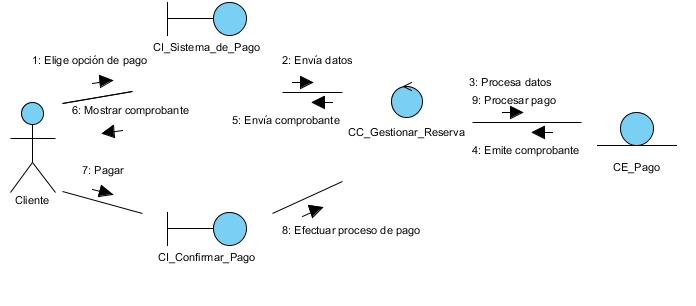 CI_Sistema_de_Pago
1: Elige opción de pago
2: Envía datos
3: Procesa datos
9: Procesar pago
6: Mostrar comprobante
5: Envía comprobante
CC_Gestionar_Reserva
4: Emite comprobante
CE_Pago
7: Pagar
Cliente
8: Efectuar proceso de pago
CI_Confirmar_Pago